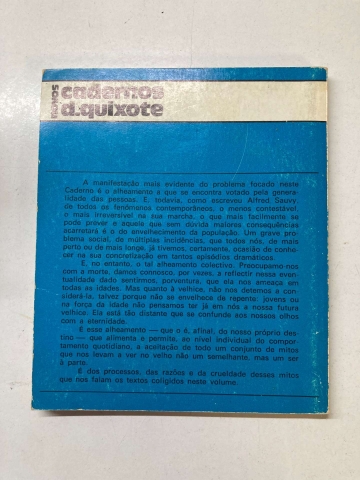 cadernos
d.quixote
A manifestação mais evidente do problema focado neste
Caderno é o alheamento a que se encontra votado pela genera-
lidade das pessoas. E, todavia, como escreveu Alfred Sauvy,
de todos os fenómenos contemporâneos, o menos contestável,
o mais irreversível na sua marcha, o que mais facilmente se
pode prever e aquele que sem dúvida maiores consequências
acarretará é o do envelhecimento da população. Um grave pro-
blema social, de múltiplas incidências, que todos nós, de mais
perto ou de mais longe, já tivemos, certamente, ocasião de conhe-
cer na sua concretização em tantos episódios dramáticos.
E, no entanto, o tal alheamento colectivo. Preocupamo-nos
com a morte, damos connosco, por vezes, a reflectir nessa even-
tualidade dado sentirmos, porventura, que ela nos ameaça em
todas as idades. Mas quanto à velhice, não nos detemos a con-
siderá-la, talvez porque não se envelhece de repente: jovens ou
na força da idade não pensamos ter já em nós a nossa futura
velhice. Ela está tão distante que se confunde aos nossos olhos
com a eternidade.
E esse alheamento — que o é, afinal, do nosso próprio des-
tino — que alimenta e permite, ao nível individual do compor-
tamento quotidiano, a aceitação de todo um conjunto de mitos
que nos levam a ver no velho não um semelhante, mas um ser
à parte.
É dos processos, das razões e da crueldade desses mitos
que nos falam os textos coligidos neste volume.